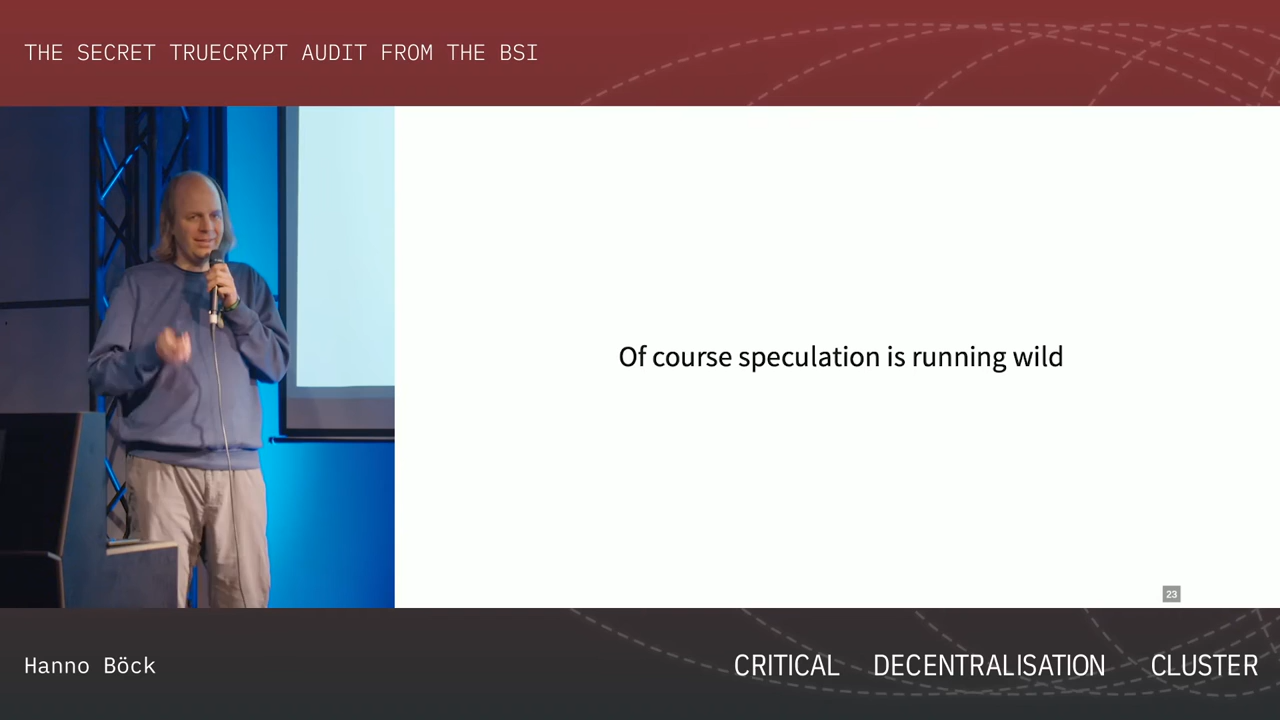 THE SECRET TRUECRYPT AUDIT FROM THE BSI
Of course speculation is running wild
23
Hanno Böck
CRITICAL DECENTRALISATION CLUSTER